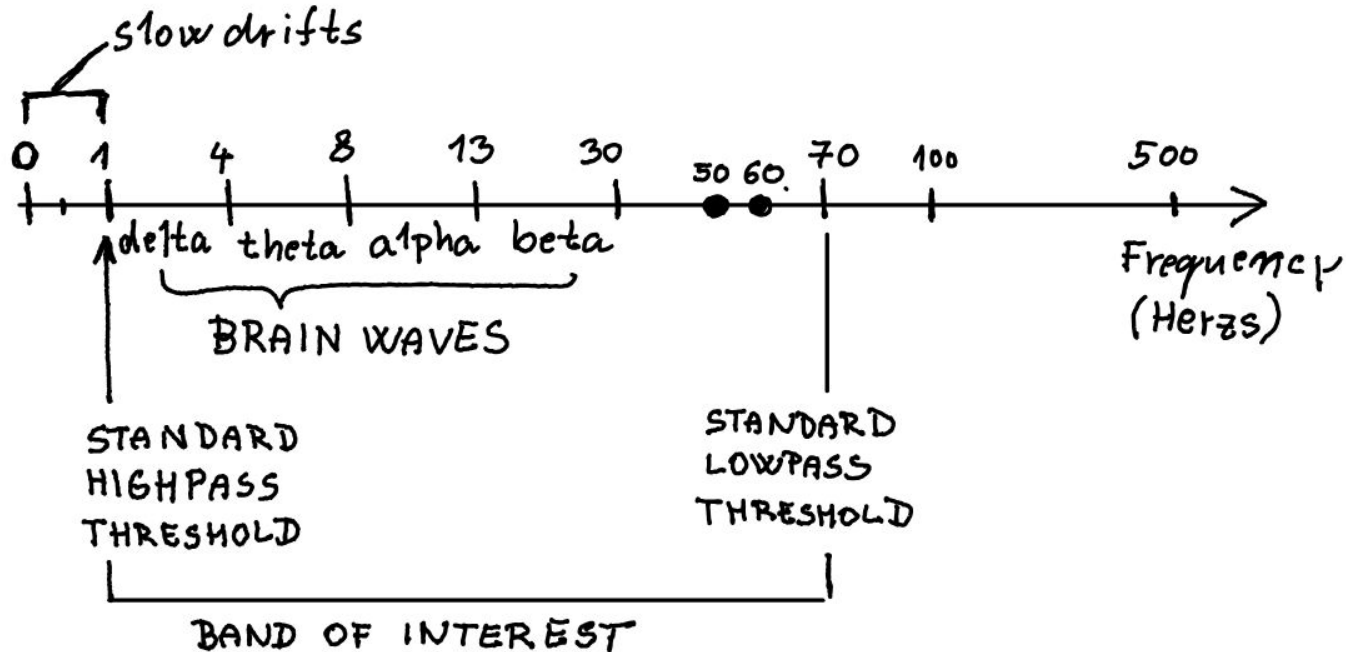 slow drifts
0 1 4 8 13 30 50 60. 70 100 500
delta theta alpha beta
Frequency
(Herzs)
BRAIN WAVES
STANDARD
HIGHPASS
THRESHOLD
STANDARD
LOWPASS
THRESHOLD
BAND OF INTEREST